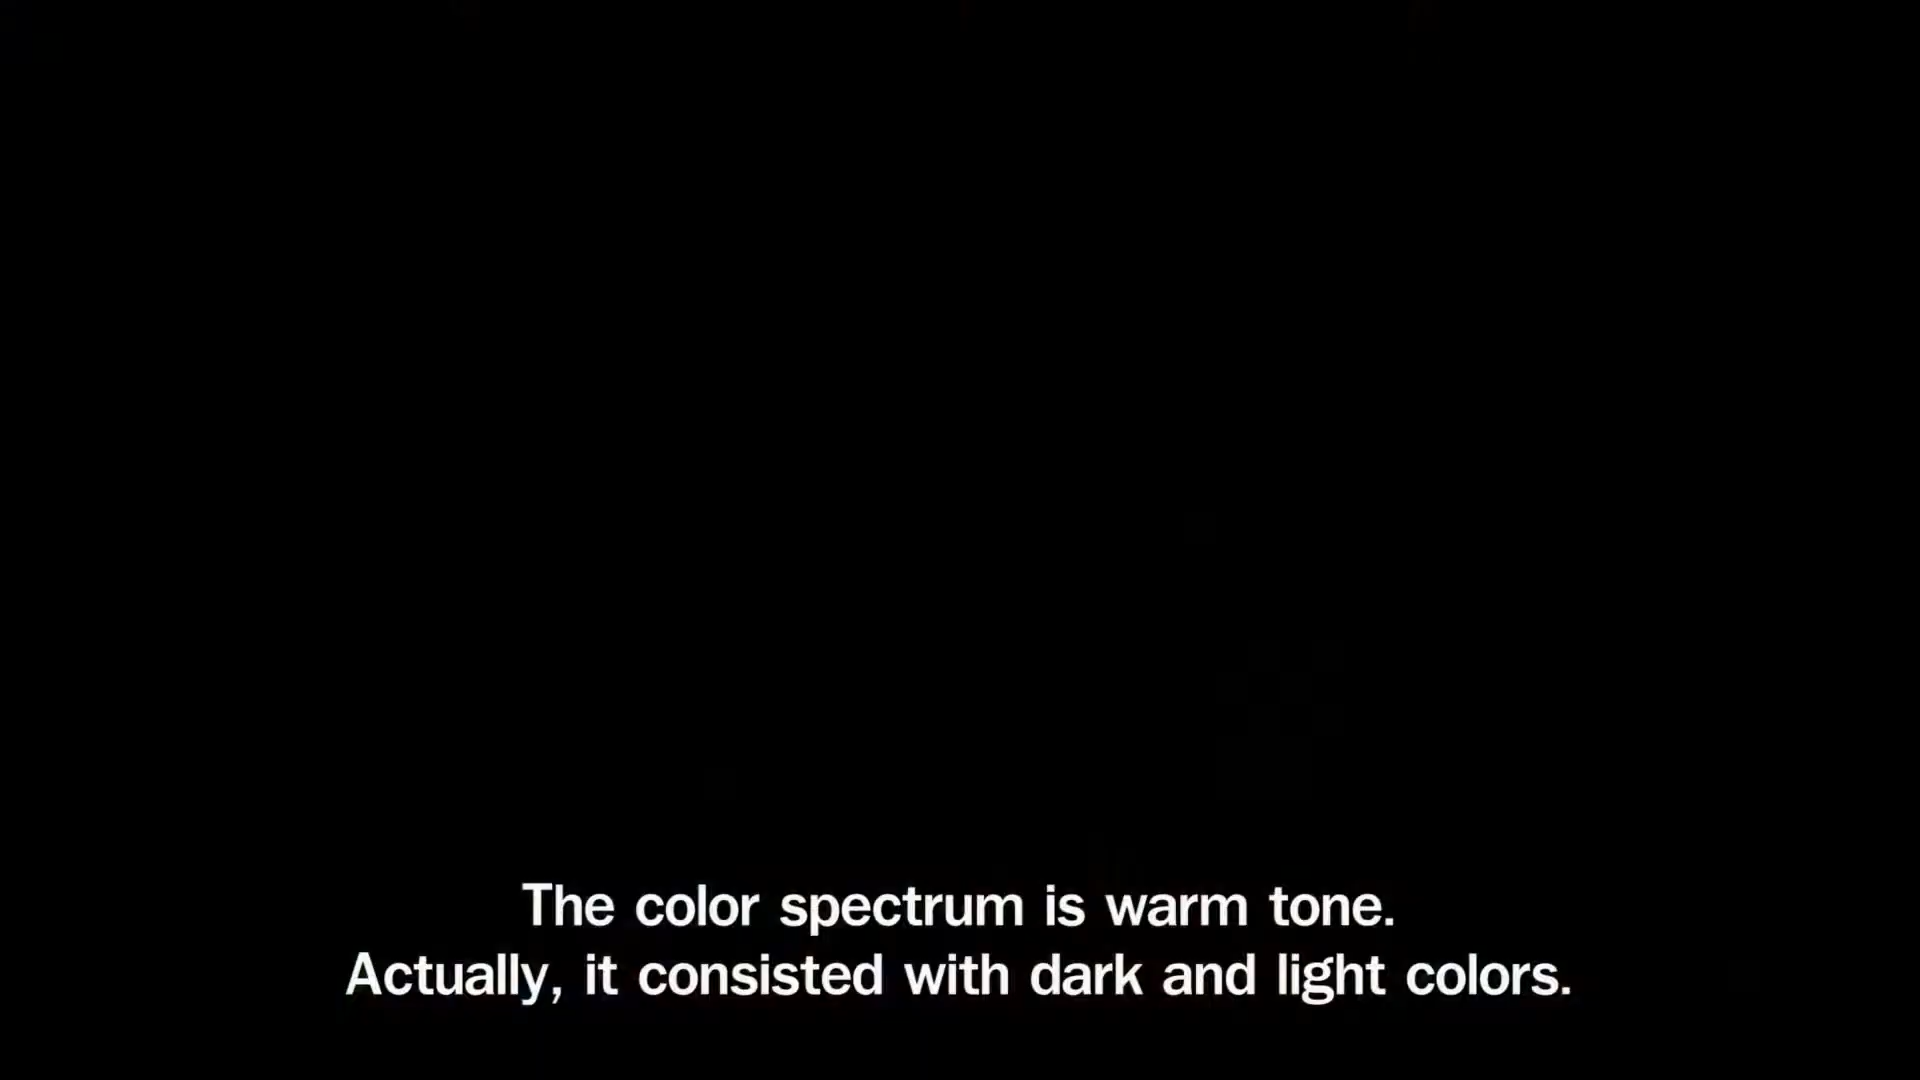 The color spectrum is warm tone.
Actually, it consisted with dark and light colors.